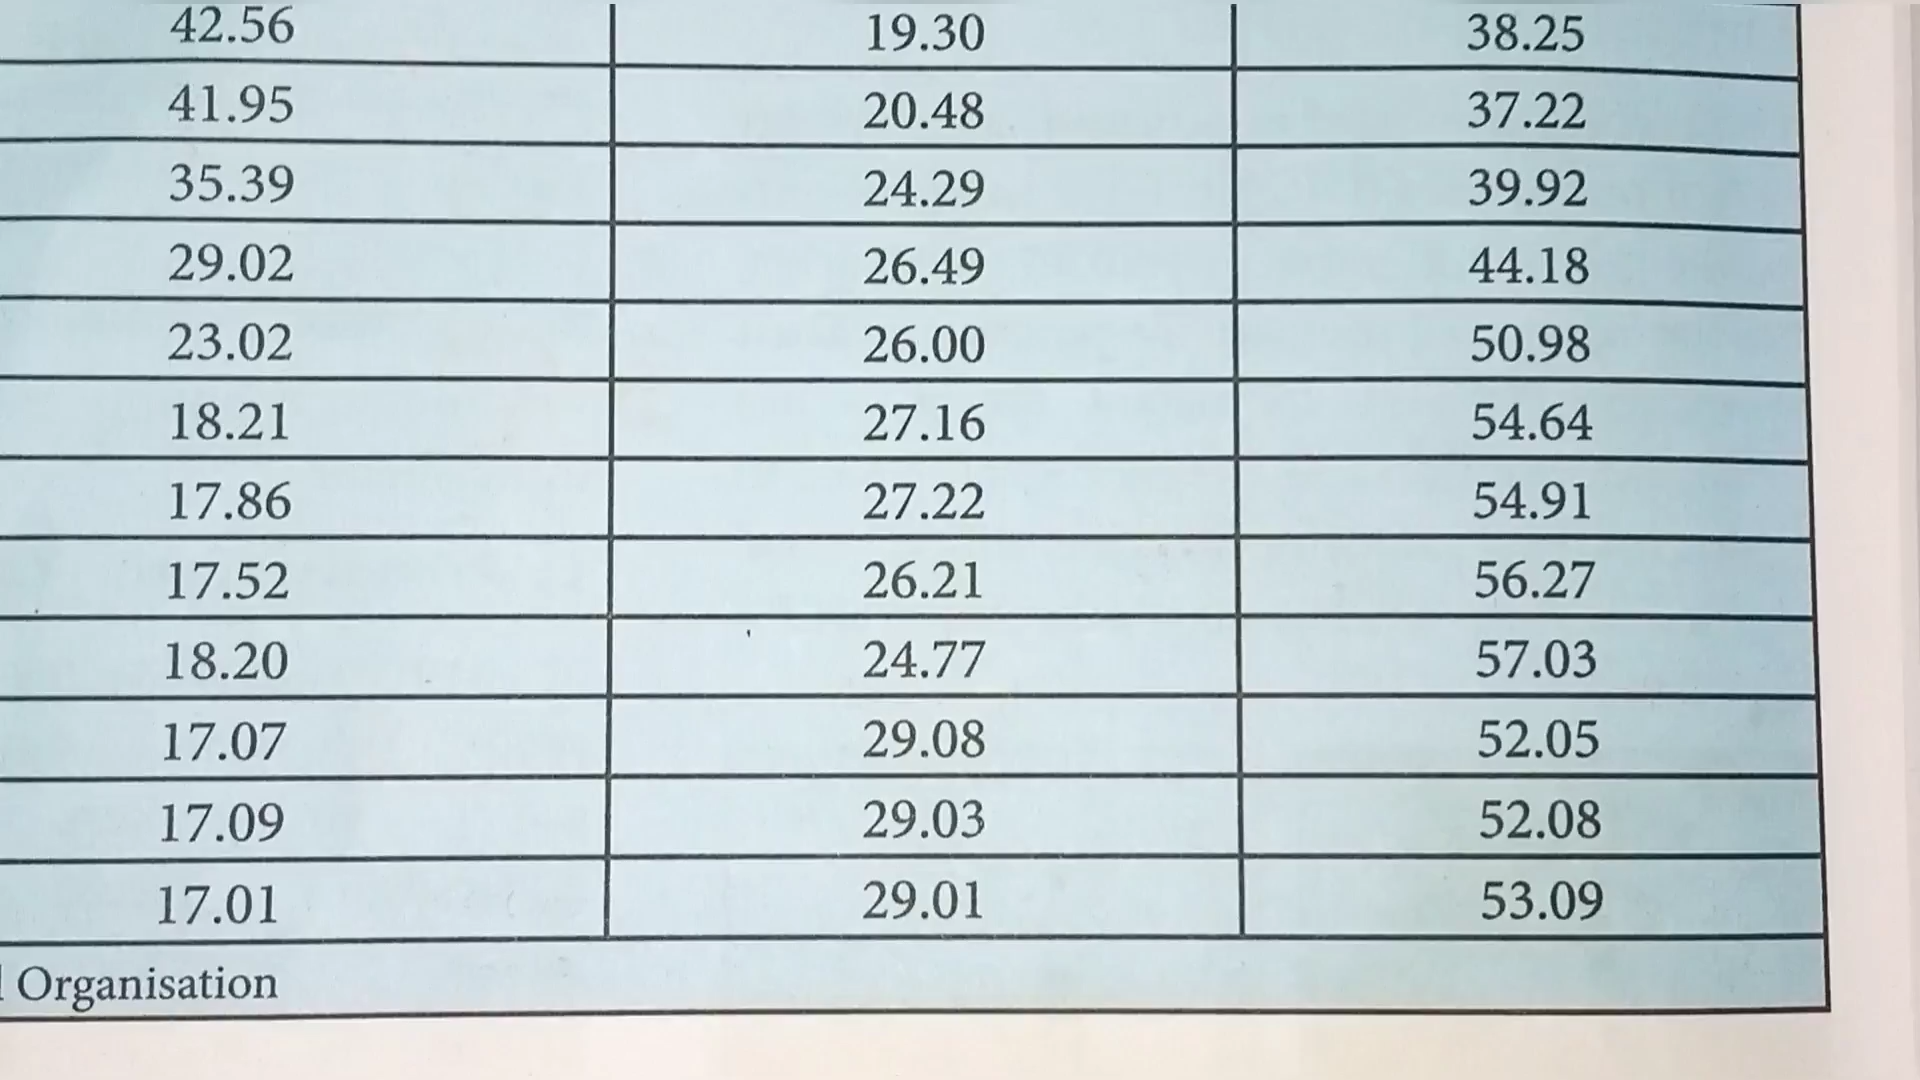 42.56 19.30 38.25
41.95 20.48 37.22
35.39 24.29 39.92
29.02 26.49 44.18
23.02 26.00 50.98
18.21 27.16 54.64
17.86 27.22 54.91
17.52 26.21 56.27
18.20 24.77 57.03
17.07 29.08 52.05
17.09 29.03 52.08
17.01 29.01 53.09
Organisation